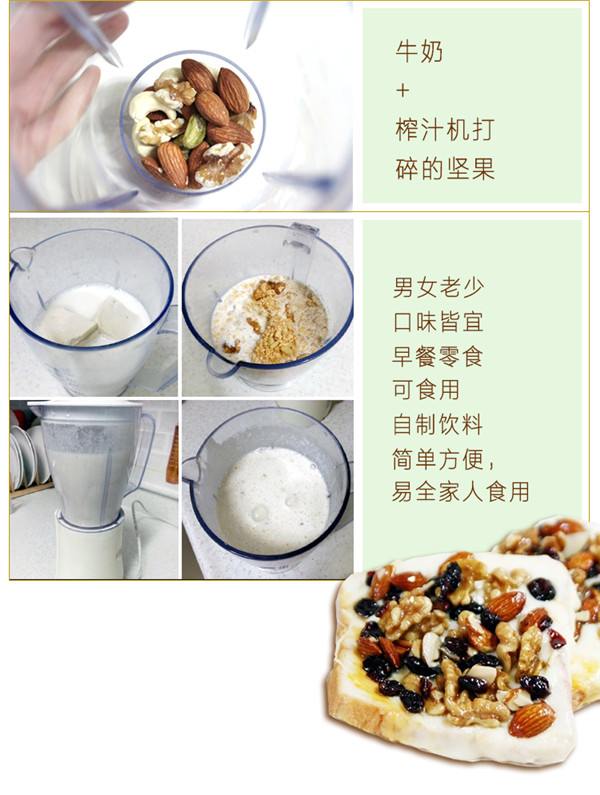 牛奶
+
榨汁机打
碎的坚果
男女老少
口味皆宜
早餐零食
可食用
自制饮料
简单方便，
易全家人食用